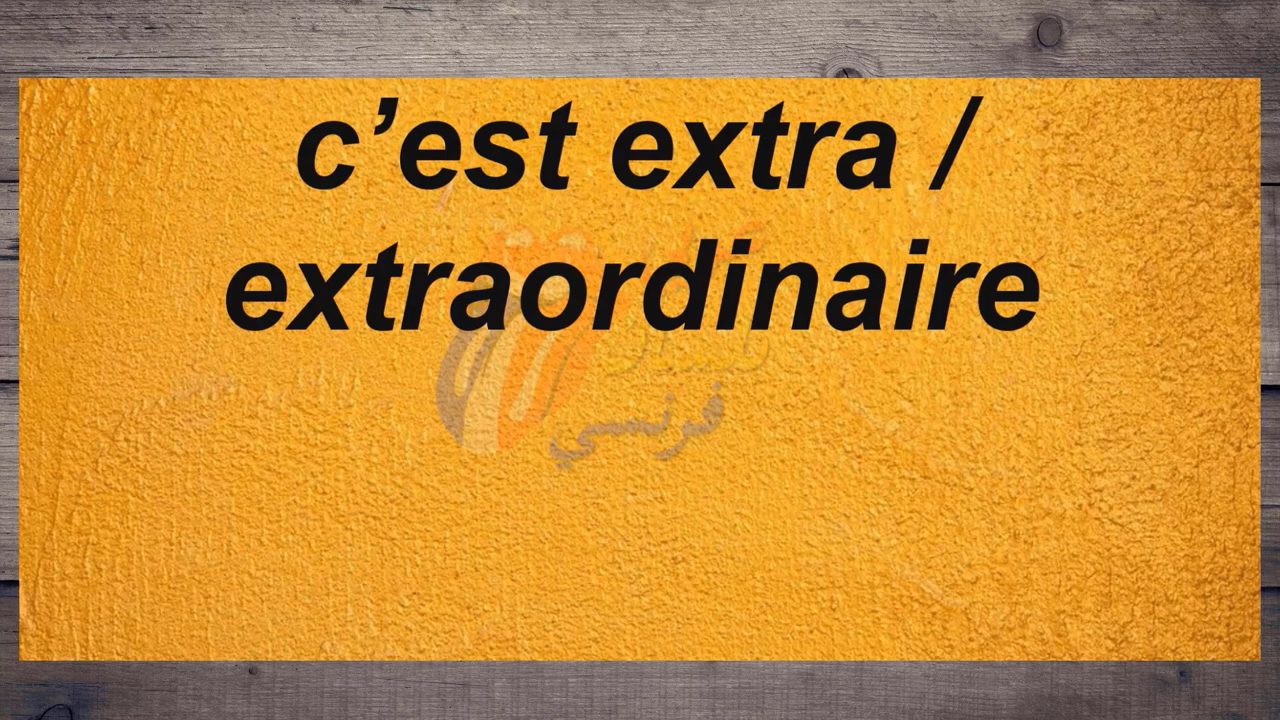 c’est extra /
extraordinaire
فرنسي